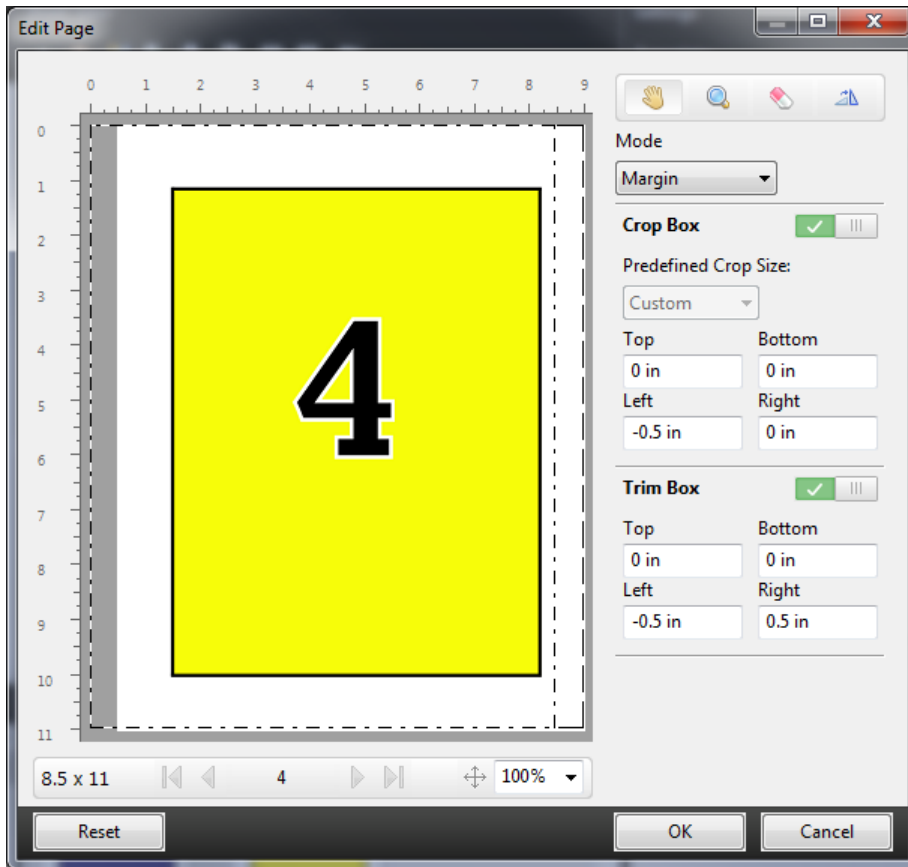 Edit Page
0 1 2 3 4 5 6 7 8 9
0
1
2
3
4
5
6
7
8
9
10
11
4
Mode
Margin
Crop Box
Predefined Crop Size:
Custom
Top Bottom
0 in 0 in
Left Right
-0.5 in 0 in
Trim Box
Top Bottom
0 in 0 in
Left Right
-0.5 in 0.5 in
8.5 x 11 4 100%
Reset OK Cancel